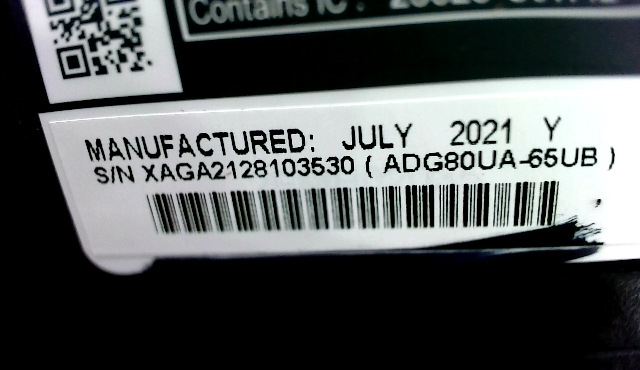 Contains IC :
MANUFACTURED: JULY 2021 Y
S/N XAGA2128103530 ( ADG80UA-65UB )